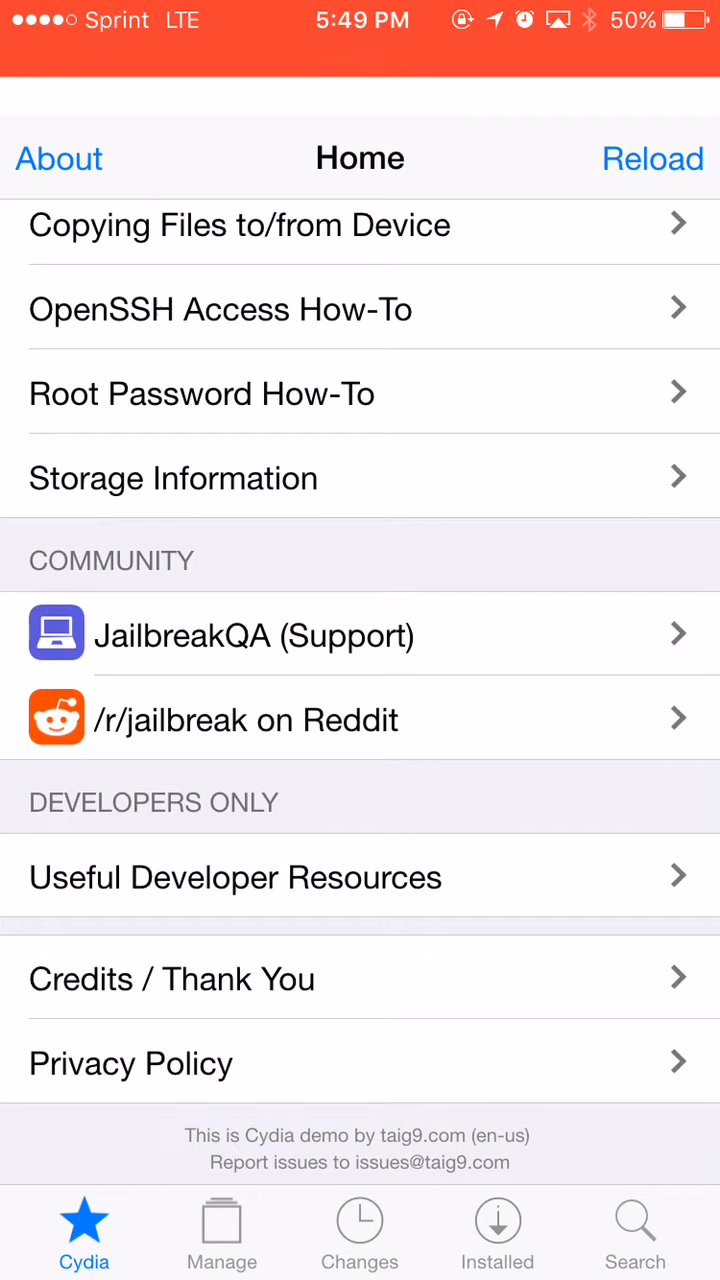 Sprint LTE 5:49 PM 50%
About Home Reload
Copying Files to/from Device
OpenSSH Access How-To
Root Password How-To
Storage Information
COMMUNITY
JailbreakQA (Support)
/r/jailbreak on Reddit
DEVELOPERS ONLY
Useful Developer Resources
Credits / Thank You
Privacy Policy
This is Cydia demo by taig9.com (en-us)
Report issues to issues@taig9.com
Cydia Manage Changes Installed Search